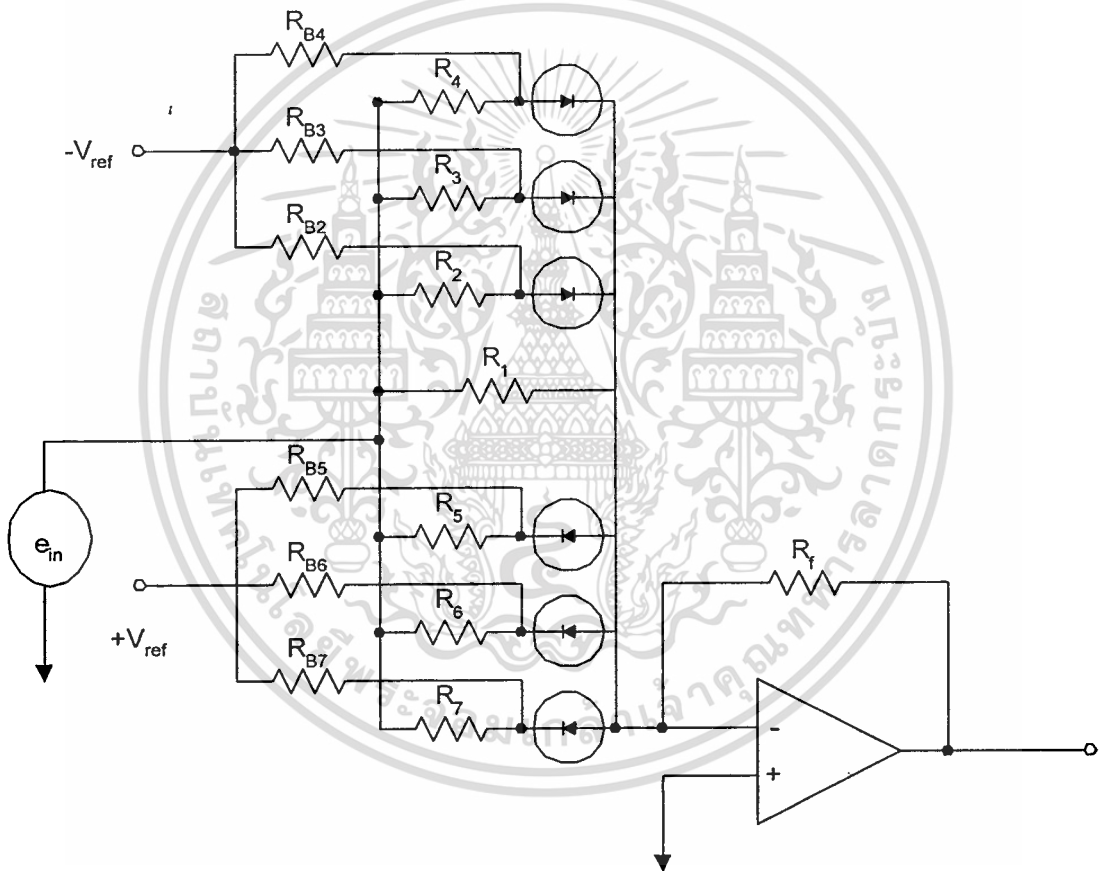 R_B4
R_4
-V_ref
R_B3
R_3
R_B2
R_2
R_1
R_B5
R_5
e_in
R_B6
R_6
+V_ref
R_B7
R_7
R_f
-
+